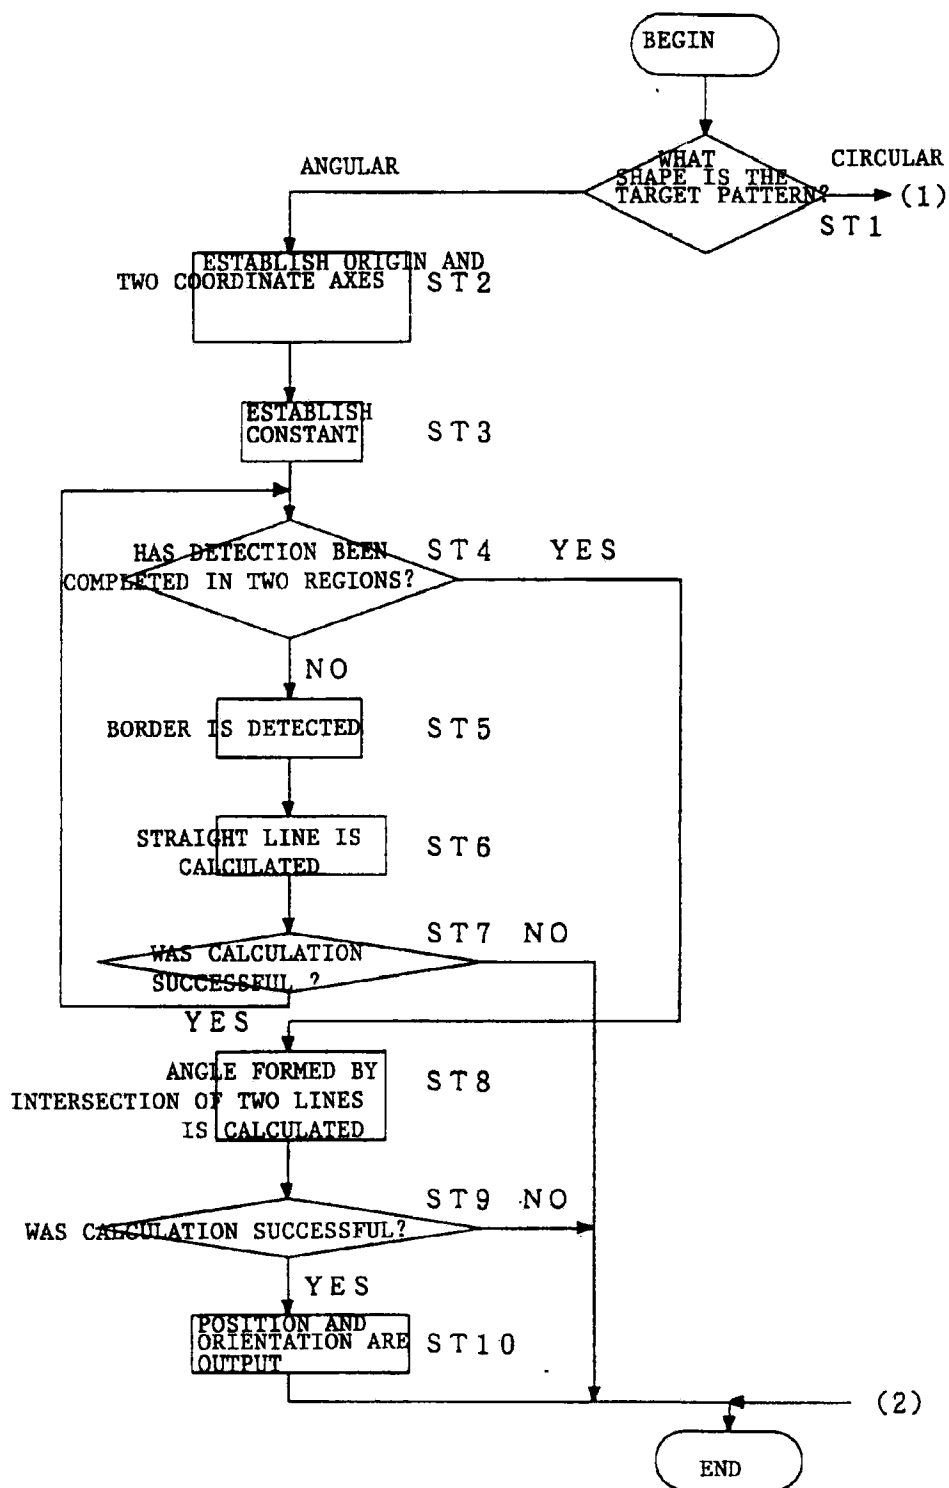 BEGIN
WHAT
SHAPE IS THE
TARGET PATTERN?
ANGULAR
CIRCULAR
(1)
ST1
ESTABLISH ORIGIN AND
TWO COORDINATE AXES
ST2
ESTABLISH
CONSTANT
ST3
HAS DETECTION BEEN
COMPLETED IN TWO REGIONS?
ST4 YES
NO
BORDER IS DETECTED
ST5
STRAIGHT LINE IS
CALCULATED
ST6
ST7 NO
WAS CALCULATION
SUCCESSFUL ?
YES
ANGLE FORMED BY
INTERSECTION OF TWO LINES
IS CALCULATED
ST8
ST9 NO
WAS CALCULATION SUCCESSFUL?
YES
POSITION AND
ORIENTATION ARE
OUTPUT
ST10
(2)
END